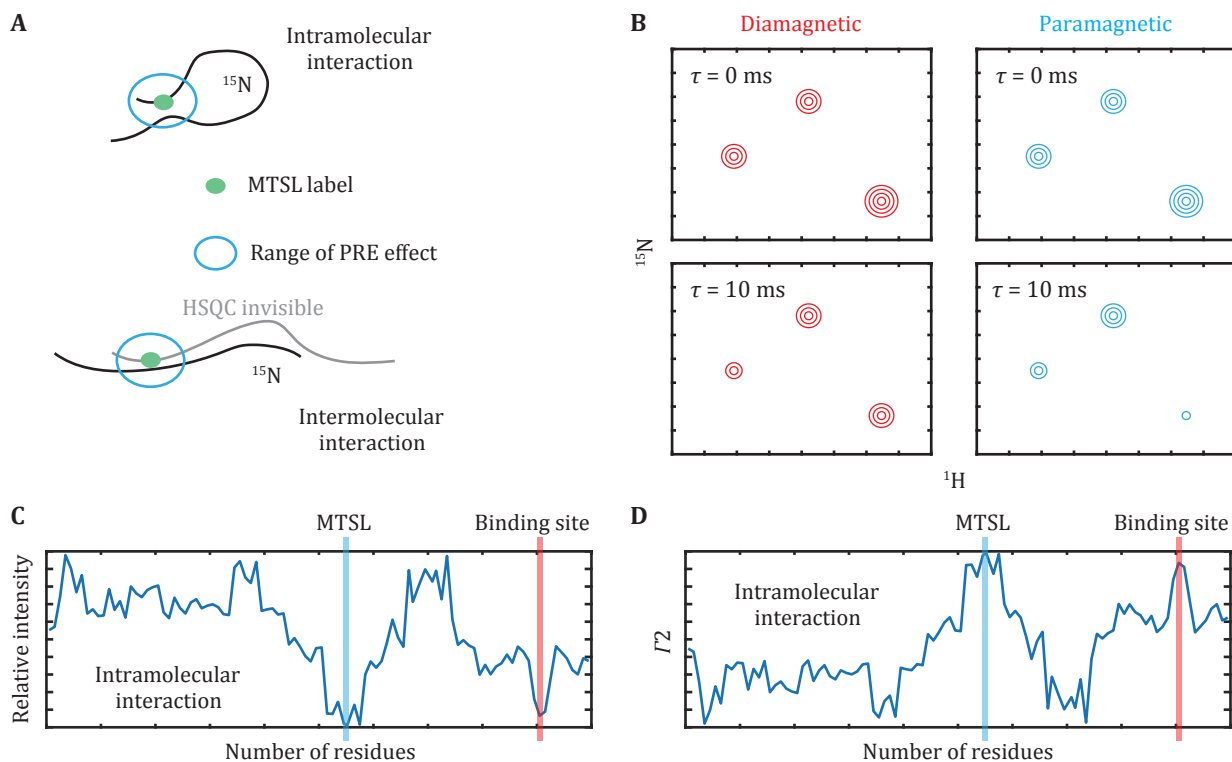 A
Intramolecular
interaction
15N
MTSL label
Range of PRE effect
HSQC invisible
15N
Intermolecular
interaction
B
Diamagnetic
Paramagnetic
τ = 0 ms
τ = 0 ms
15N
τ = 10 ms
τ = 10 ms
1H
C
MTSL
Binding site
Relative intensity
Intramolecular
interaction
Number of residues
D
MTSL
Binding site
Γ2
Intramolecular
interaction
Number of residues